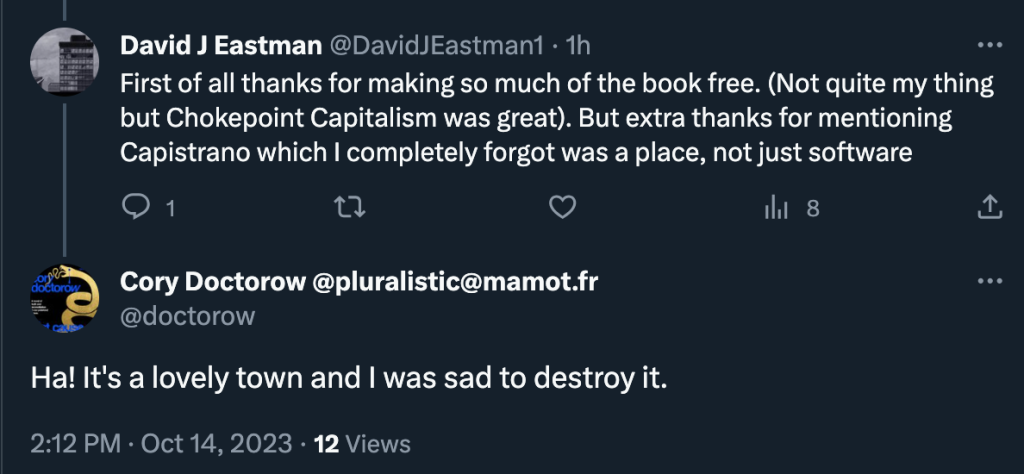 David J Eastman @DavidJEastman1 · 1h
First of all thanks for making so much of the book free. (Not quite my thing
but Chokepoint Capitalism was great). But extra thanks for mentioning
Capistrano which I completely forgot was a place, not just software
1 8
Cory Doctorow @pluralistic@mamot.fr
@doctorow
Ha! It's a lovely town and I was sad to destroy it.
2:12 PM · Oct 14, 2023 · 12 Views